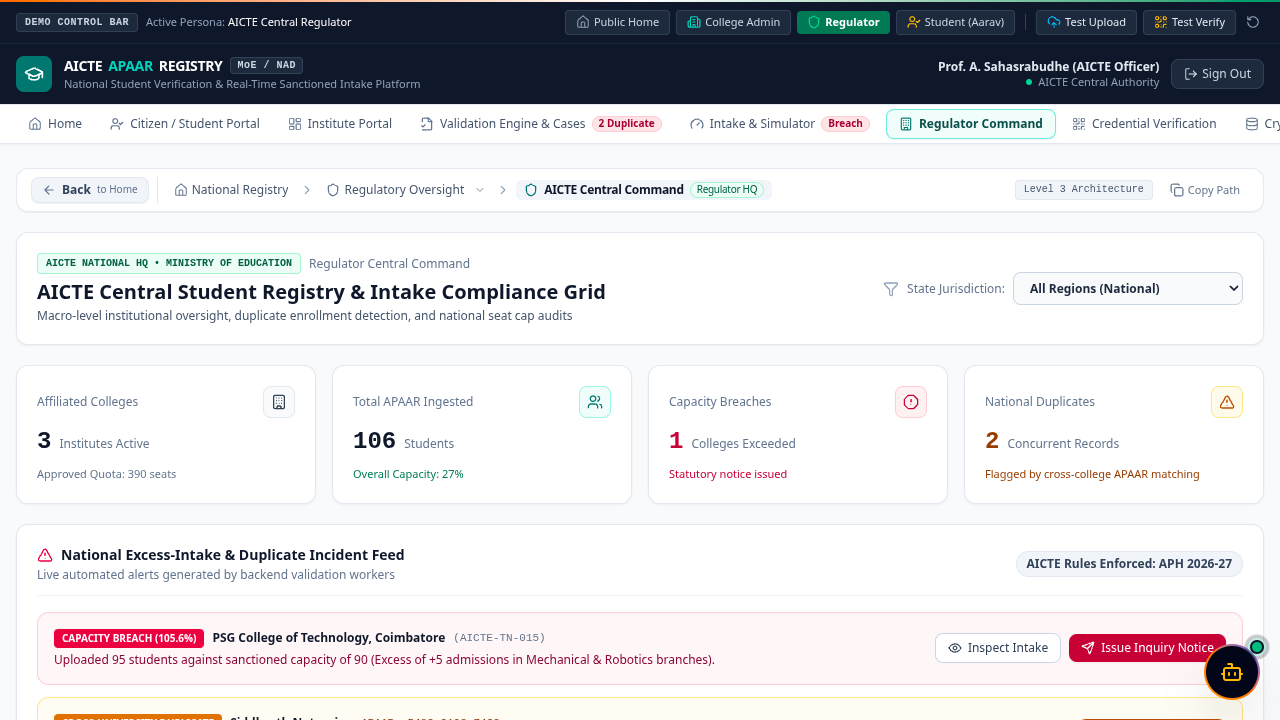 DEMO CONTROL BAR Active Persona: AICTE Central Regulator Public Home College Admin Regulator Student (Aarav) Test Upload Test Verify
AICTE APAAR REGISTRY MoE / NAD
National Student Verification & Real-Time Sanctioned Intake Platform
Prof. A. Sahasrabudhe (AICTE Officer)
AICTE Central Authority
Sign Out
Home Citizen / Student Portal Institute Portal Validation Engine & Cases 2 Duplicate Intake & Simulator Breach Regulator Command Credential Verification
Back to Home National Registry Regulatory Oversight AICTE Central Command Regulator HQ Level 3 Architecture Copy Path
AICTE NATIONAL HQ • MINISTRY OF EDUCATION Regulator Central Command
AICTE Central Student Registry & Intake Compliance Grid
Macro-level institutional oversight, duplicate enrollment detection, and national seat cap audits
State Jurisdiction: All Regions (National)
Affiliated Colleges
3 Institutes Active
Approved Quota: 390 seats
Total APAAR Ingested
106 Students
Overall Capacity: 27%
Capacity Breaches
1 Colleges Exceeded
Statutory notice issued
National Duplicates
2 Concurrent Records
Flagged by cross-college APAAR matching
National Excess-Intake & Duplicate Incident Feed
Live automated alerts generated by backend validation workers
AICTE Rules Enforced: APH 2026-27
CAPACITY BREACH (105.6%) PSG College of Technology, Coimbatore (AICTE-TN-015)
Uploaded 95 students against sanctioned capacity of 90 (Excess of +5 admissions in Mechanical & Robotics branches).
Inspect Intake Issue Inquiry Notice